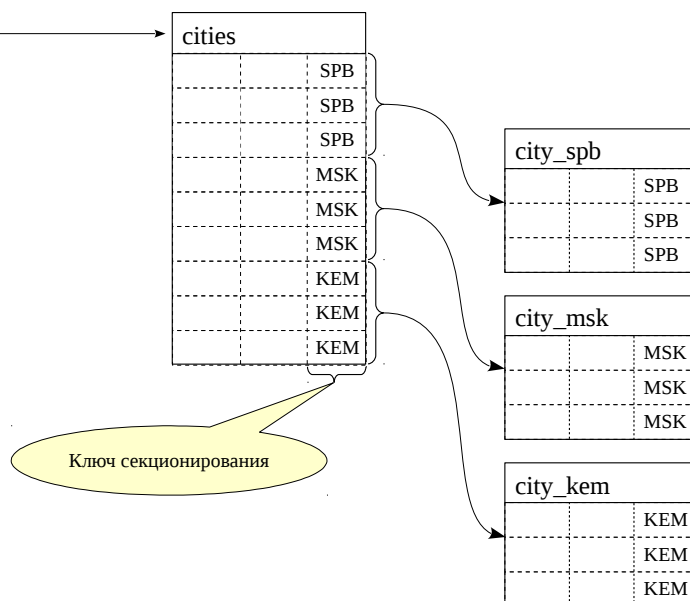 cities
SPB
SPB
SPB
MSK
MSK
MSK
KEM
KEM
KEM
Ключ секционирования
city_spb
SPB
SPB
SPB
city_msk
MSK
MSK
MSK
city_kem
KEM
KEM
KEM